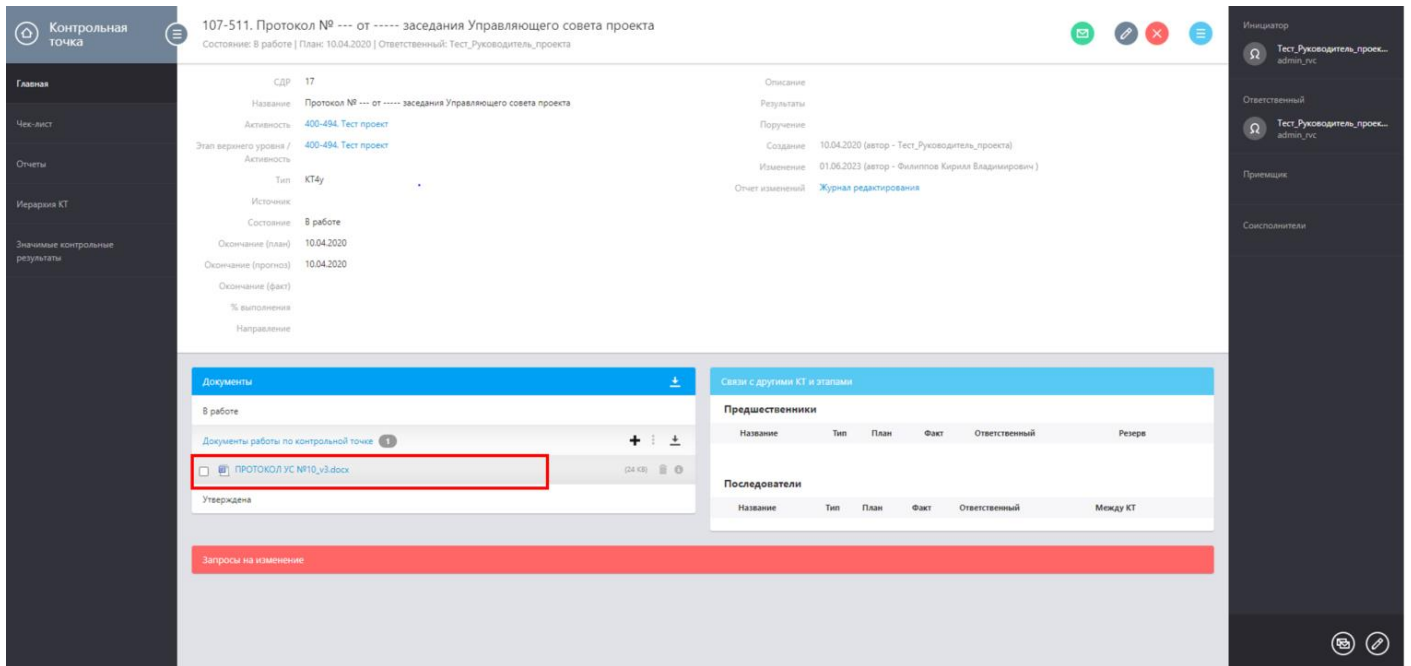 Контрольная
точка
Главная
Чек-лист
Отчеты
Иерархия КТ
Значимые контрольные
результаты
107-511. Протокол № --- от ----- заседания Управляющего совета проекта
Состояние: В работе | План: 10.04.2020 | Ответственный: Тест_Руководитель_проекта
СДР 17
Название Протокол № --- от ----- заседания Управляющего совета проекта
Активность 400-494. Тест проект
Этап верхнего уровня / 400-494. Тест проект
Активность
Тип КТ4у
Источник
Состояние В работе
Окончание (план) 10.04.2020
Окончание (прогноз) 10.04.2020
Окончание (факт)
% выполнения
Направление
Описание
Результаты
Поручение
Создание 10.04.2020 (автор - Тест_Руководитель_проекта)
Изменение 01.06.2023 (автор - Филиппов Кирилл Владимирович )
Отчет изменений Журнал редактирования
Документы
В работе
Документы работы по контрольной точке 1
ПРОТОКОЛ УС №10_v3.docx (24 KB)
Утверждена
Связи с другими КТ и этапами
Предшественники
Название Тип План Факт Ответственный Резерв
Последователи
Название Тип План Факт Ответственный Между КТ
Запросы на изменение
Инициатор
Тест_Руководитель_проек...
admin_rvc
Ответственный
Тест_Руководитель_проек...
admin_rvc
Приемщик
Соисполнители